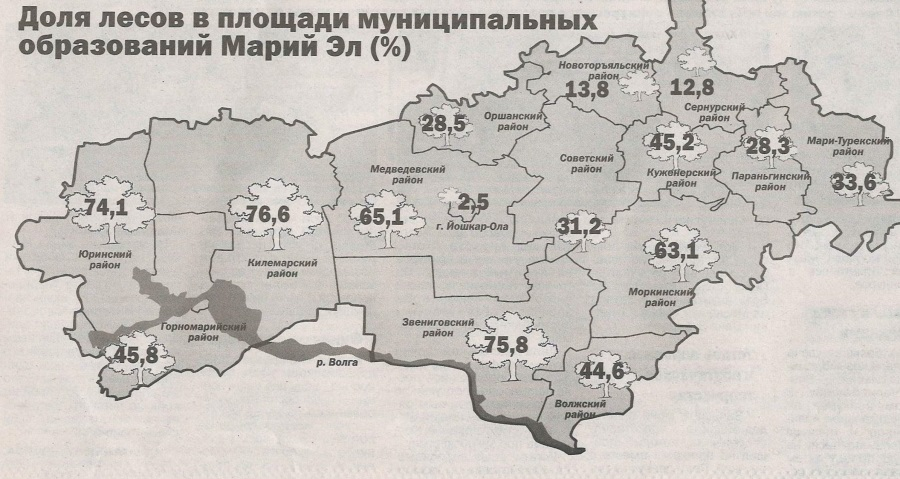 Доля лесов в площади муниципальных
образований Марий Эл (%)
Новоторъяльский
район
13,8
12,8
Сернурский
район
28,5
Оршанский
район
45,2
Куженерский
район
28,3
Параньгинский
район
Мари-Турекский
район
33,6
Советский
район
31,2
Медведевский
район
65,1
2,5
г. Йошкар-Ола
74,1
Юринский
район
76,6
Килемарский
район
63,1
Моркинский
район
Горномарийский
район
45,8
р. Волга
Звениговский
район
75,8
44,6
Волжский
район